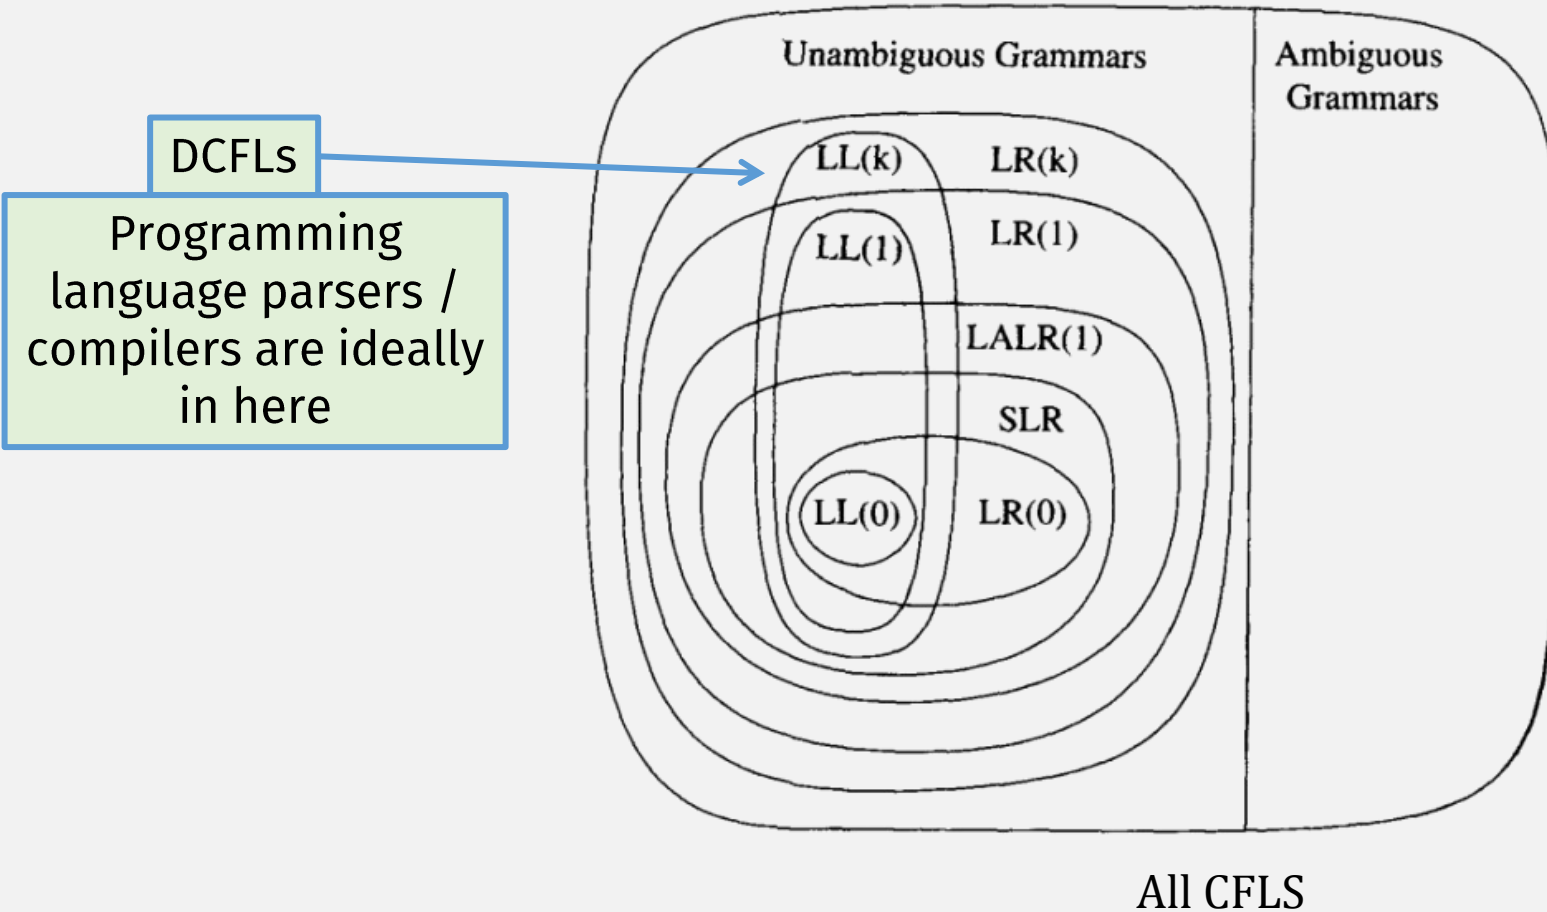 Unambiguous Grammars
Ambiguous
Grammars
DCFLs
Programming
language parsers /
compilers are ideally
in here
LL(k)
LR(k)
LL(1)
LR(1)
LALR(1)
SLR
LL(0)
LR(0)
All CFLS